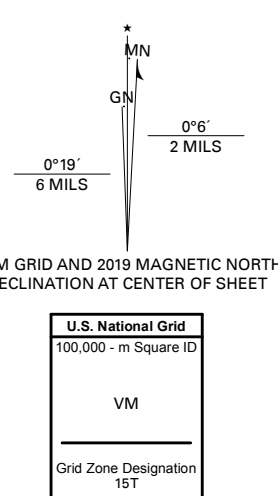 ★
MN
GN
0°6´
2 MILS
0°19´
6 MILS
M GRID AND 2019 MAGNETIC NORTH
ECLINATION AT CENTER OF SHEET
U.S. National Grid
100,000 - m Square ID
VM
Grid Zone Designation
15T